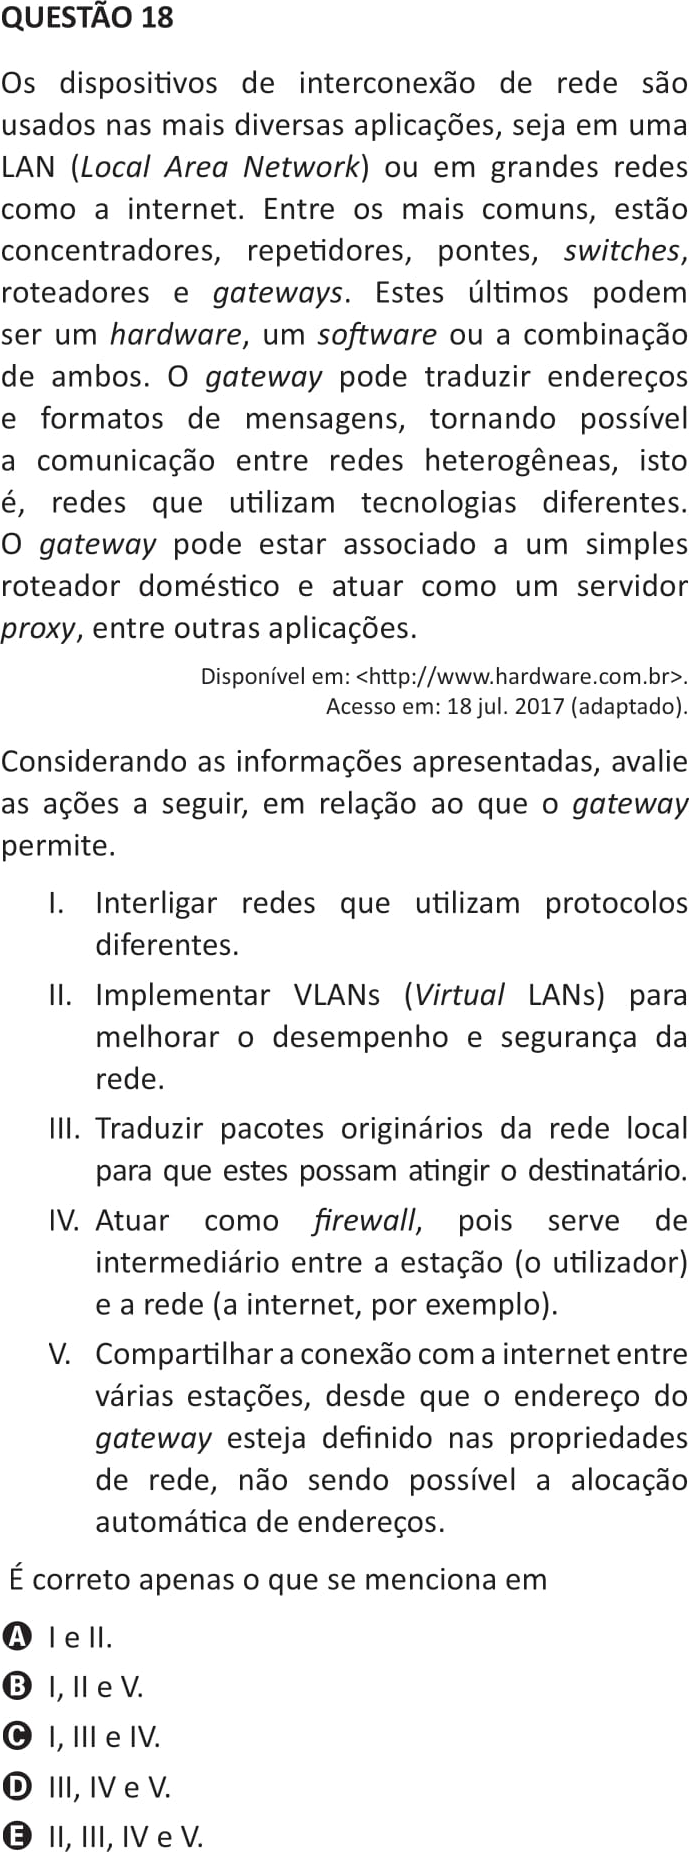 QUESTÃO 18
Os dispositivos de interconexão de rede são
usados nas mais diversas aplicações, seja em uma
LAN (Local Area Network) ou em grandes redes
como a internet. Entre os mais comuns, estão
concentradores, repetidores, pontes, switches,
roteadores e gateways. Estes últimos podem
ser um hardware, um software ou a combinação
de ambos. O gateway pode traduzir endereços
e formatos de mensagens, tornando possível
a comunicação entre redes heterogêneas, isto
é, redes que utilizam tecnologias diferentes.
O gateway pode estar associado a um simples
roteador doméstico e atuar como um servidor
proxy, entre outras aplicações.
Disponível em: <http://www.hardware.com.br>.
Acesso em: 18 jul. 2017 (adaptado).
Considerando as informações apresentadas, avalie
as ações a seguir, em relação ao que o gateway
permite.
I. Interligar redes que utilizam protocolos
diferentes.
II. Implementar VLANs (Virtual LANs) para
melhorar o desempenho e segurança da
rede.
III. Traduzir pacotes originários da rede local
para que estes possam atingir o destinatário.
IV. Atuar como firewall, pois serve de
intermediário entre a estação (o utilizador)
e a rede (a internet, por exemplo).
V. Compartilhar a conexão com a internet entre
várias estações, desde que o endereço do
gateway esteja definido nas propriedades
de rede, não sendo possível a alocação
automática de endereços.
É correto apenas o que se menciona em
A I e II.
B I, II e V.
C I, III e IV.
D III, IV e V.
E II, III, IV e V.